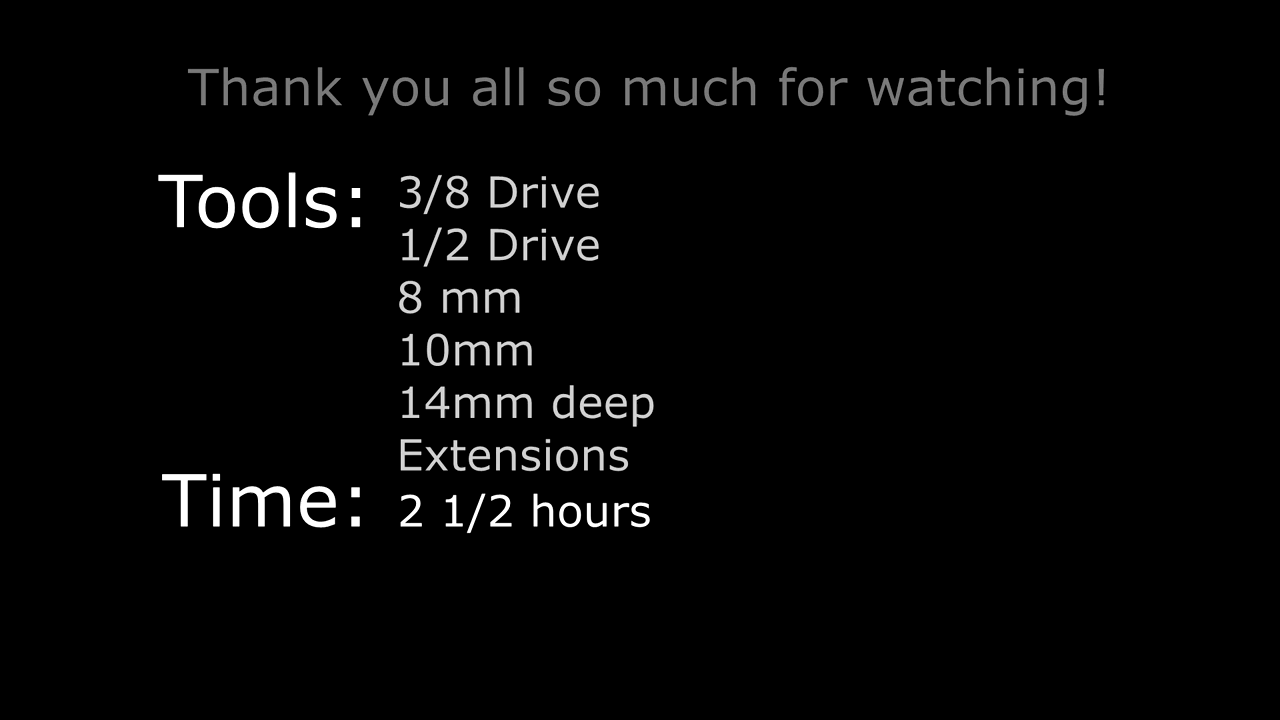 Thank you all so much for watching!
Tools:
3/8 Drive
1/2 Drive
8 mm
10mm
14mm deep
Extensions
Time:
2 1/2 hours